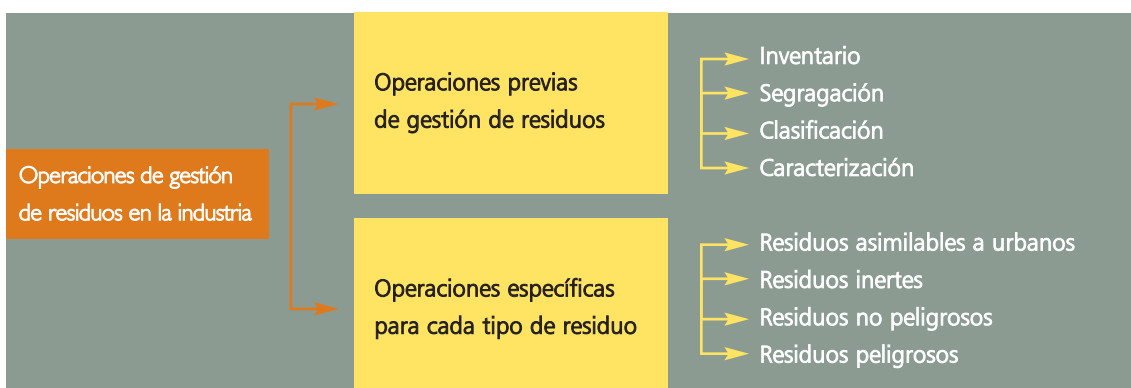 Operaciones de gestión
de residuos en la industria
Operaciones previas
de gestión de residuos
Inventario
Segragación
Clasificación
Caracterización
Operaciones específicas
para cada tipo de residuo
Residuos asimilables a urbanos
Residuos inertes
Residuos no peligrosos
Residuos peligrosos